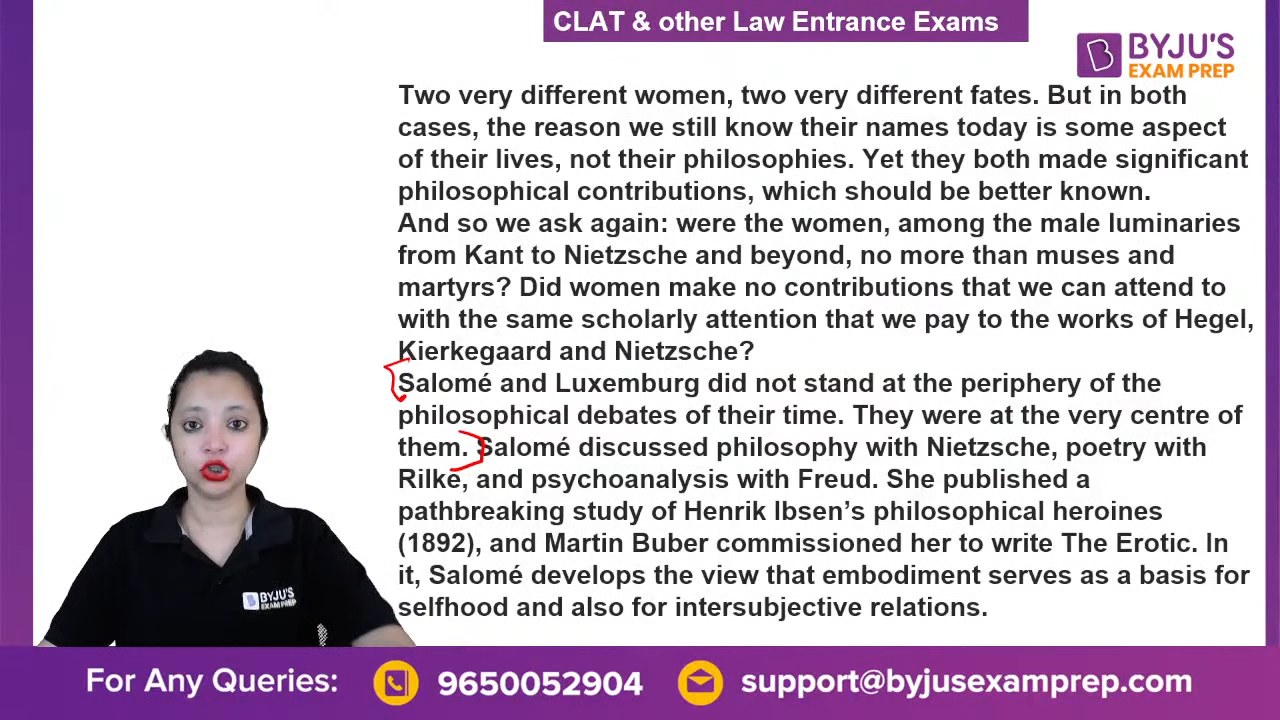 CLAT & other Law Entrance Exams
BYJU'S
EXAM PREP
Two very different women, two very different fates. But in both
cases, the reason we still know their names today is some aspect
of their lives, not their philosophies. Yet they both made significant
philosophical contributions, which should be better known.
And so we ask again: were the women, among the male luminaries
from Kant to Nietzsche and beyond, no more than muses and
martyrs? Did women make no contributions that we can attend to
with the same scholarly attention that we pay to the works of Hegel,
Kierkegaard and Nietzsche?
Salomé and Luxemburg did not stand at the periphery of the
philosophical debates of their time. They were at the very centre of
them. Salomé discussed philosophy with Nietzsche, poetry with
Rilke, and psychoanalysis with Freud. She published a
pathbreaking study of Henrik Ibsen’s philosophical heroines
(1892), and Martin Buber commissioned her to write The Erotic. In
it, Salomé develops the view that embodiment serves as a basis for
selfhood and also for intersubjective relations.
BYJU'S
EXAM PREP
For Any Queries:
9650052904
support@byjusexamprep.com